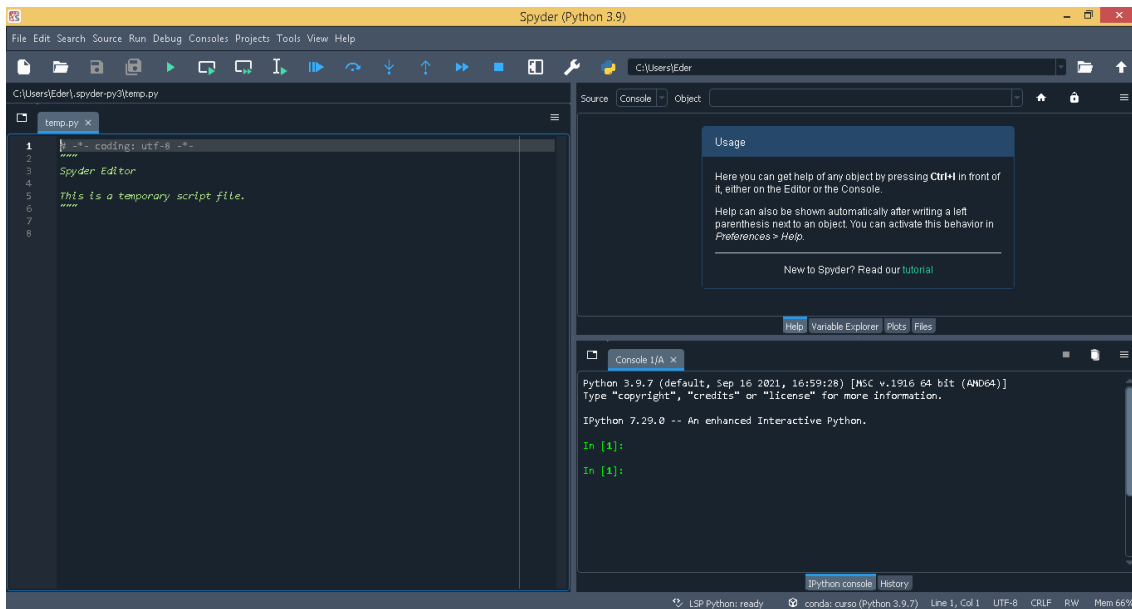 Spyder (Python 3.9)
File Edit Search Source Run Debug Consoles Projects Tools View Help
C:\Users\Eder
C:\Users\Eder\.spyder-py3\temp.py
temp.py
1 # -*- coding: utf-8 -*-
2 """
3 Spyder Editor
4
5 This is a temporary script file.
6 """
7
8
Source Console Object
Usage
Here you can get help of any object by pressing Ctrl+I in front of
it, either on the Editor or the Console.
Help can also be shown automatically after writing a left
parenthesis next to an object. You can activate this behavior in
Preferences > Help.
New to Spyder? Read our tutorial
Help Variable Explorer Plots Files
Console 1/A
Python 3.9.7 (default, Sep 16 2021, 16:59:28) [MSC v.1916 64 bit (AMD64)]
Type "copyright", "credits" or "license" for more information.
IPython 7.29.0 -- An enhanced Interactive Python.
In [1]:
In [1]:
IPython console History
LSP Python: ready conda: curso (Python 3.9.7) Line 1, Col 1 UTF-8 CRLF RW Mem 66%